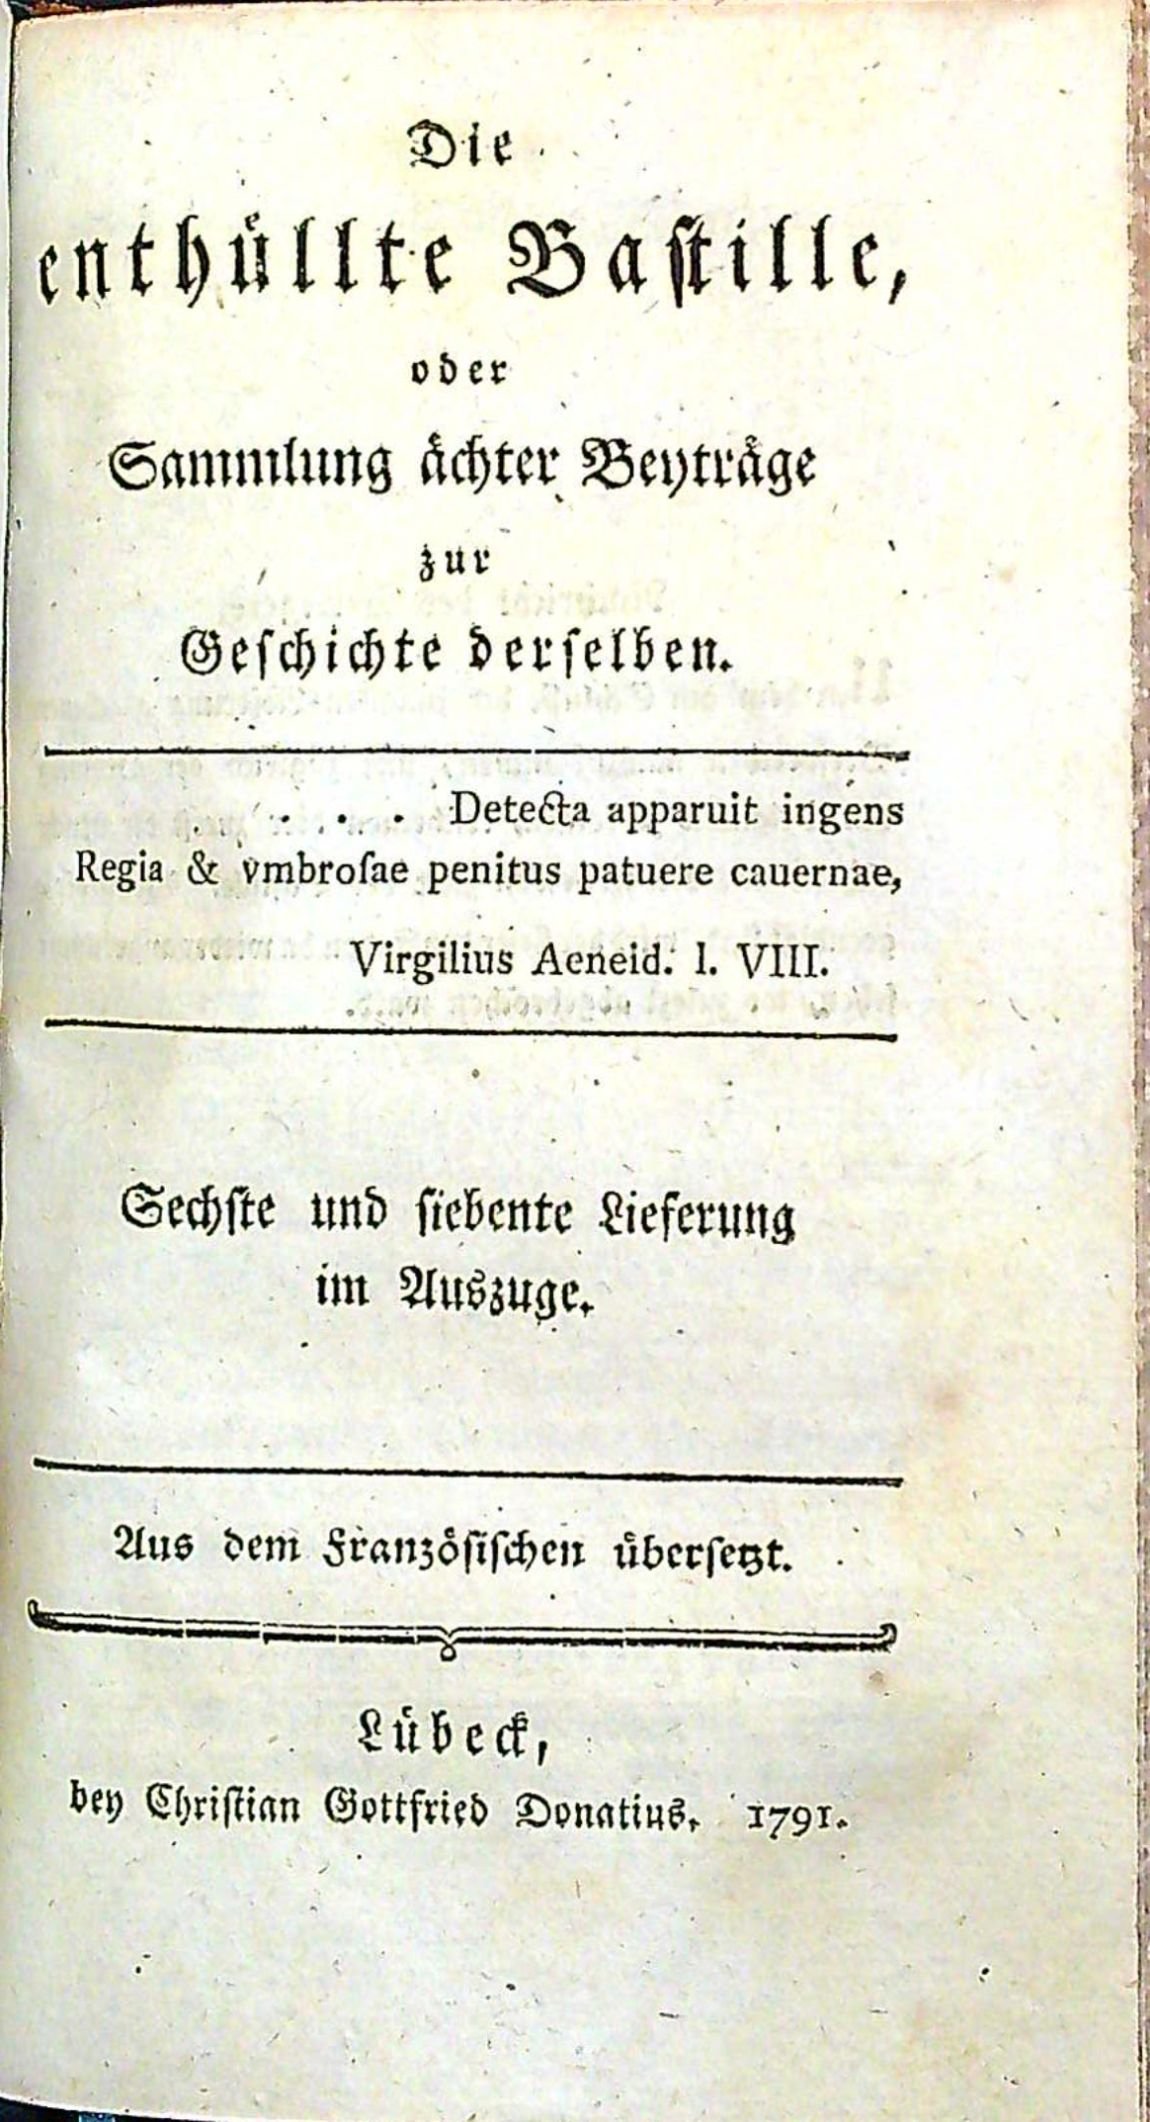 Die
enthüllte Bastille,
oder
Sammlung ächter Beyträge
zur
Geschichte derselben.
. . . Detecta apparuit ingens
Regia & vmbroſae penitus patuere cauernae,
Virgilius Aeneid. l. VIII.
Sechste und siebente Lieferung
im Auszuge.
Aus dem Französischen übersetzt.
Lübeck,
bey Christian Gottfried Donatius. 1791.